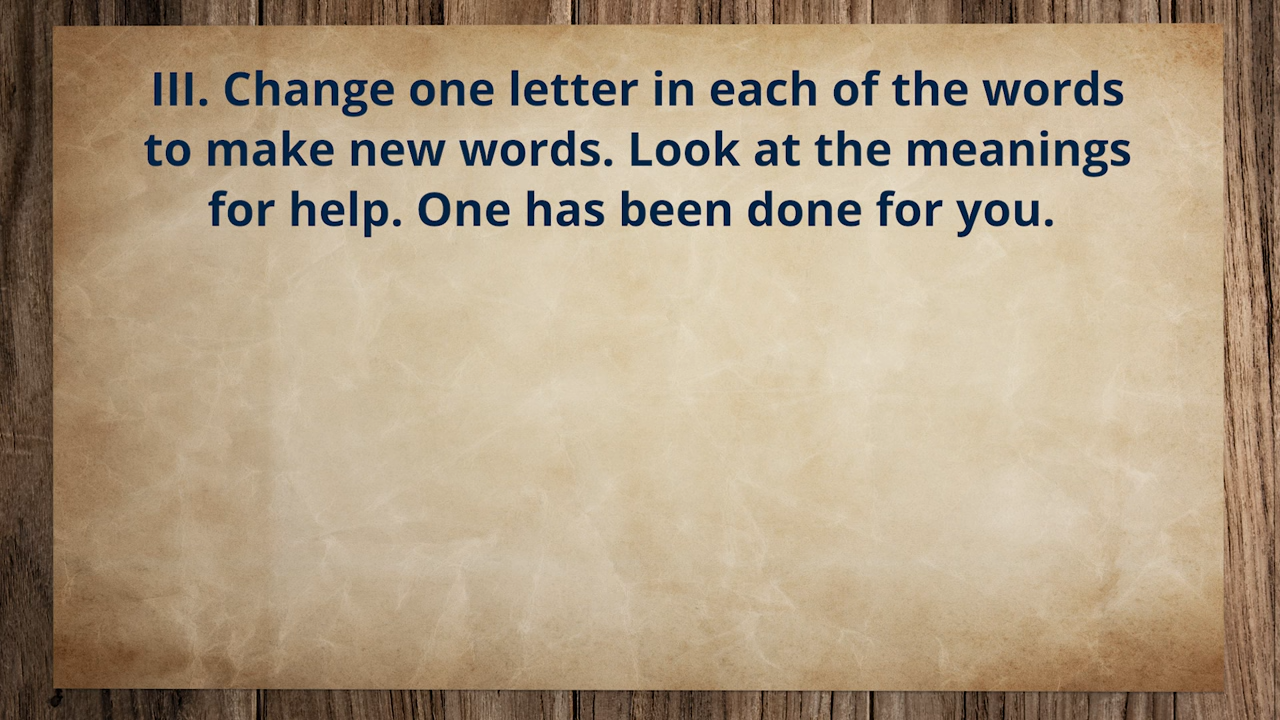 III. Change one letter in each of the words
to make new words. Look at the meanings
for help. One has been done for you.